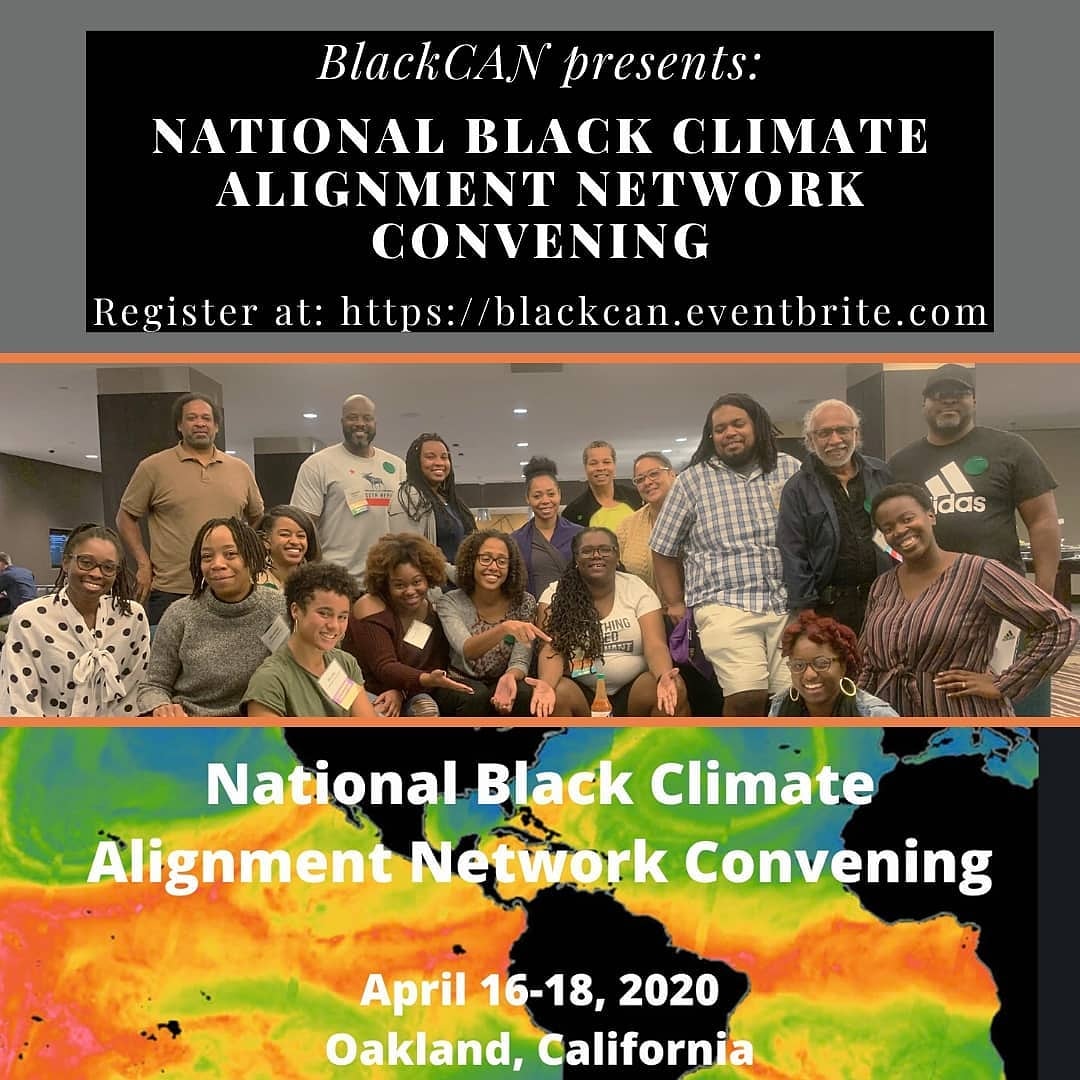 BlackCAN presents:
NATIONAL BLACK CLIMATE
ALIGNMENT NETWORK
CONVENING
Register at: https://blackcan.eventbrite.com
adidas
National Black Climate
Alignment Network Convening
April 16-18, 2020
Oakland, California